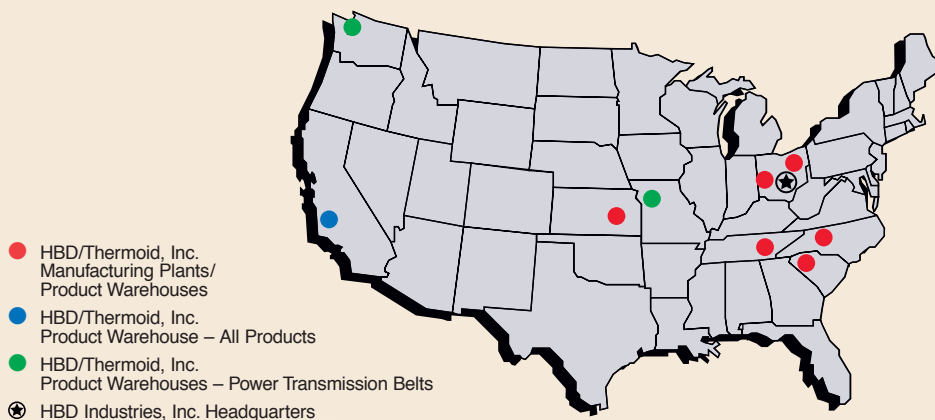 HBD/Thermoid, Inc.
Manufacturing Plants/
Product Warehouses
HBD/Thermoid, Inc.
Product Warehouse – All Products
HBD/Thermoid, Inc.
Product Warehouses – Power Transmission Belts
HBD Industries, Inc. Headquarters